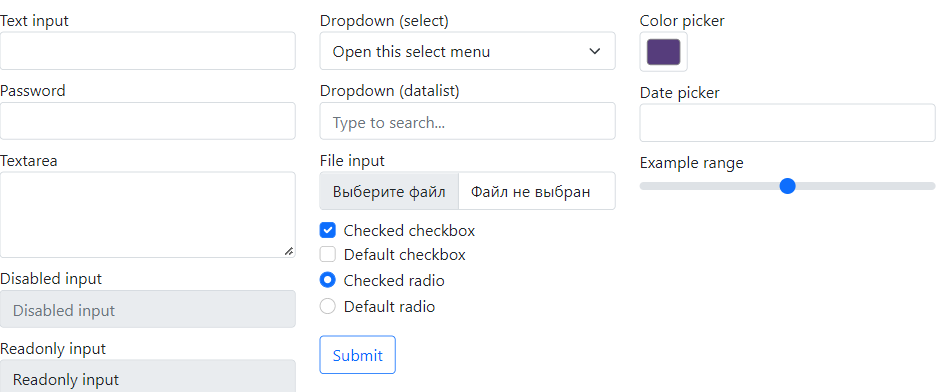 Text input
Password
Textarea
Disabled input
Disabled input
Readonly input
Readonly input
Dropdown (select)
Open this select menu
Dropdown (datalist)
Type to search...
File input
Выберите файл Файл не выбран
Checked checkbox
Default checkbox
Checked radio
Default radio
Submit
Color picker
Date picker
Example range